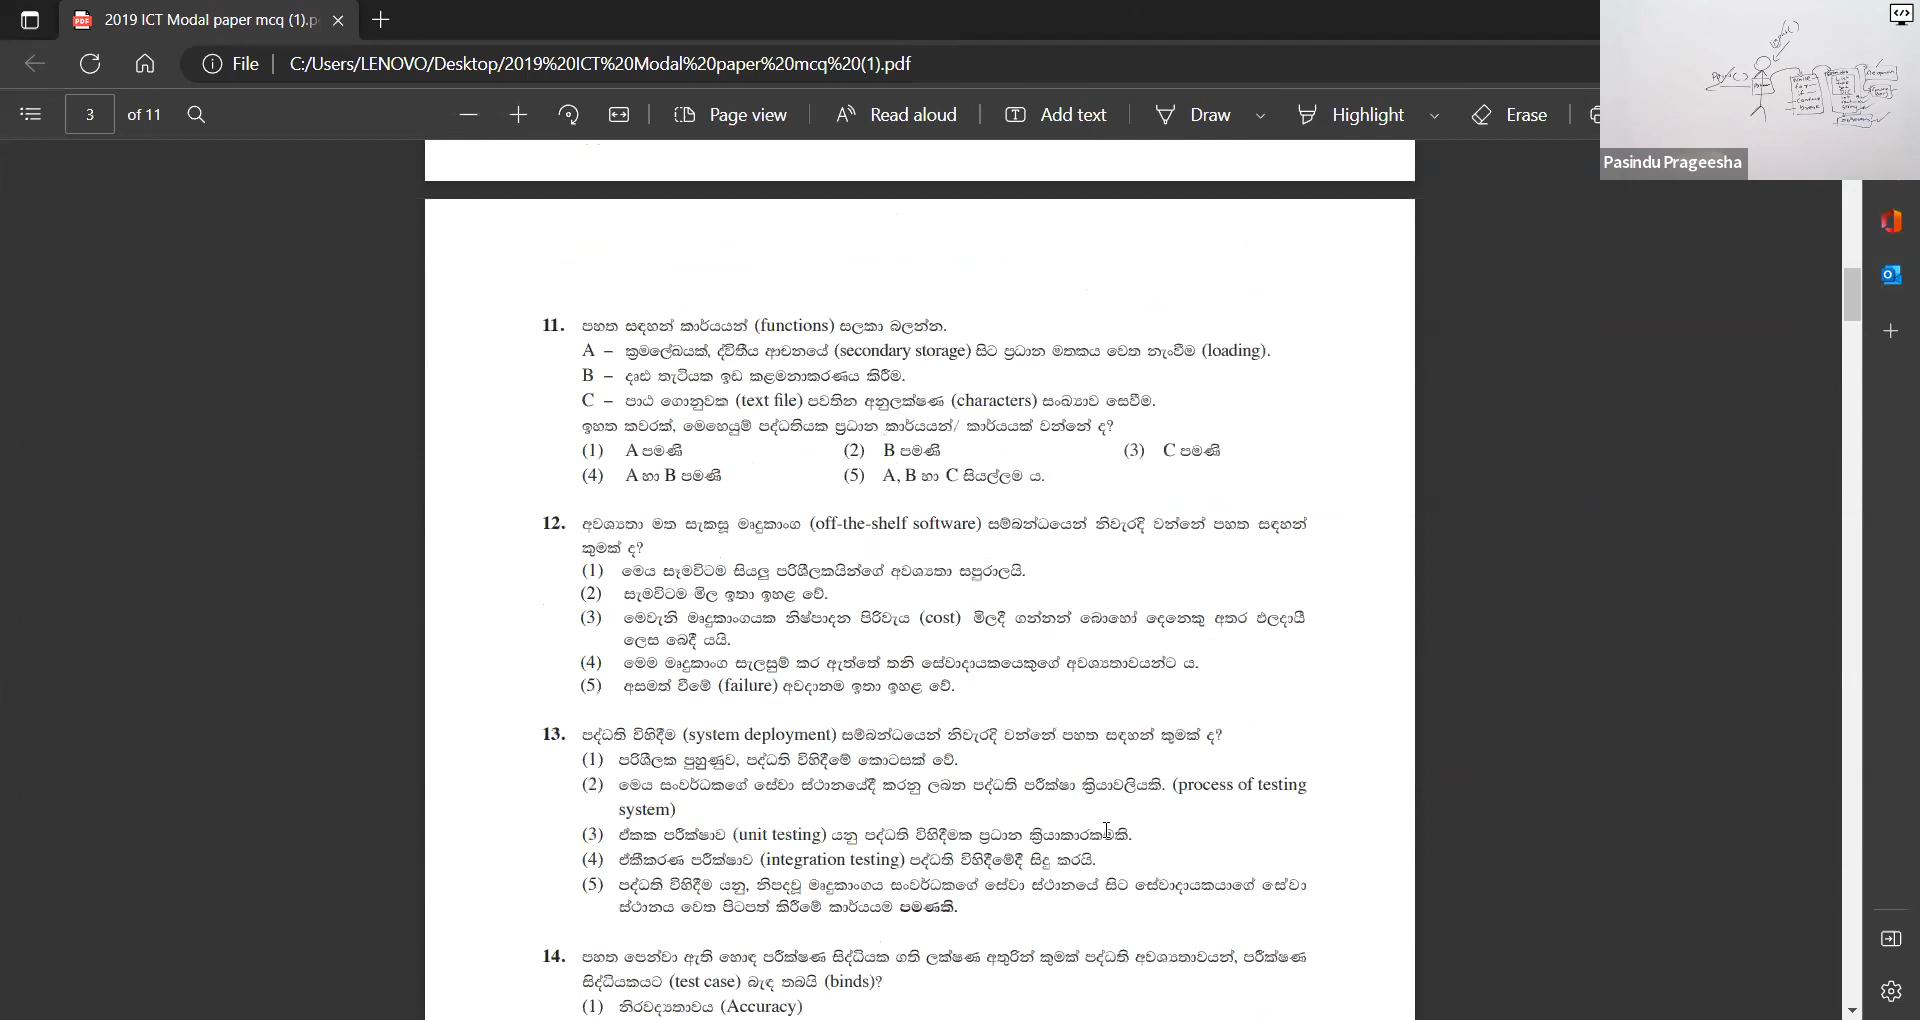 2019 ICT Modal paper mcq (1).p
File
C:/Users/LENOVO/Desktop/2019%20ICT%20Modal%20paper%20mcq%20(1).pdf
3 of 11
Page view
Read aloud
Add text
Draw
Highlight
Erase
Pasindu Prageesha
11. පහත සඳහන් කාර්යයන් (functions) සලකා බලන්න.
A – ක්‍රමලේඛයක්, ද්විතීය ආචනයේ (secondary storage) සිට ප්‍රධාන මතකය වෙත නැංවීම (loading).
B – දෘඪ තැටියක ඉඩ කළමනාකරණය කිරීම.
C – පාඨ ගොනුවක (text file) පවතින අනුලක්ෂණ (characters) සංඛ්‍යාව සෙවීම.
ඉහත කවරක්, මෙහෙයුම් පද්ධතියක ප්‍රධාන කාර්යයන්/ කාර්යයක් වන්නේ ද?
(1) A පමණි (2) B පමණි (3) C පමණි
(4) A හා B පමණි (5) A, B හා C සියල්ලම ය.
12. අවශ්‍යතා මත සැකසූ මෘදුකාංග (off-the-shelf software) සම්බන්ධයෙන් නිවැරදි වන්නේ පහත සඳහන්
කුමක් ද?
(1) මෙය සෑමවිටම සියලු පරිශීලකයින්ගේ අවශ්‍යතා සපුරාලයි.
(2) සැමවිටම මිල ඉතා ඉහළ වේ.
(3) මෙවැනි මෘදුකාංගයක නිෂ්පාදන පිරිවැය (cost) මිලදී ගන්නන් බොහෝ දෙනෙකු අතර ඵලදායී
ලෙස බෙදී යයි.
(4) මෙම මෘදුකාංග සැලසුම් කර ඇත්තේ තනි සේවාදායකයෙකුගේ අවශ්‍යතාවයන්ට ය.
(5) අසමත් වීමේ (failure) අවදානම ඉතා ඉහළ වේ.
13. පද්ධති විහිදීම (system deployment) සම්බන්ධයෙන් නිවැරදි වන්නේ පහත සඳහන් කුමක් ද?
(1) පරිශීලක පුහුණුව, පද්ධති විහිදීමේ කොටසක් වේ.
(2) මෙය සංවර්ධකගේ සේවා ස්ථානයේදී කරනු ලබන පද්ධති පරීක්ෂා ක්‍රියාවලියකි. (process of testing
system)
(3) ඒකක පරීක්ෂාව (unit testing) යනු පද්ධති විහිදීමක ප්‍රධාන ක්‍රියාකාරකමකි.
(4) ඒකීකරණ පරීක්ෂාව (integration testing) පද්ධති විහිදීමේදී සිදු කරයි.
(5) පද්ධති විහිදීම යනු, නිපදවූ මෘදුකාංගය සංවර්ධකගේ සේවා ස්ථානයේ සිට සේවාදායකයාගේ සේවා
ස්ථානය වෙත පිටපත් කිරීමේ කාර්යයම පමණකි.
14. පහත පෙන්වා ඇති හොඳ පරීක්ෂණ සිද්ධියක ගති ලක්ෂණ අතුරින් කුමක් පද්ධති අවශ්‍යතාවයන්, පරීක්ෂණ
සිද්ධියකට (test case) බැඳ තබයි (binds)?
(1) නිරවද්‍යතාවය (Accuracy)